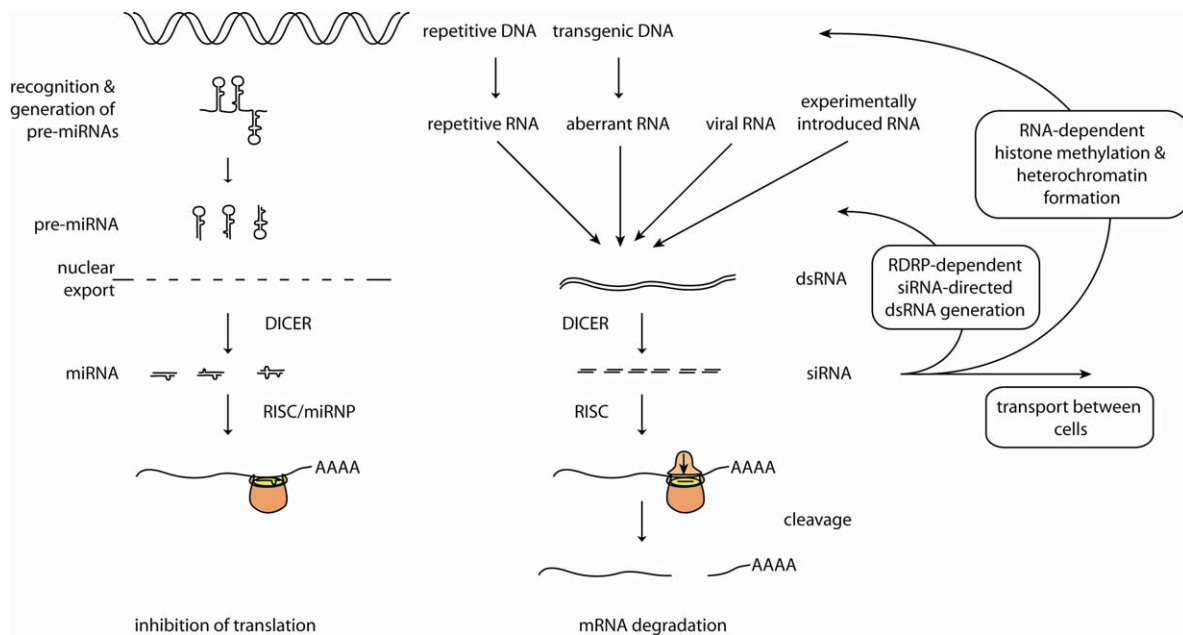 repetitive DNA
transgenic DNA
recognition &
generation of
pre-miRNAs
repetitive RNA
aberrant RNA
viral RNA
experimentally
introduced RNA
RNA-dependent
histone methylation &
heterochromatin
formation
pre-miRNA
nuclear
export
dsRNA
RDRP-dependent
siRNA-directed
dsRNA generation
DICER
DICER
miRNA
siRNA
RISC/miRNP
RISC
transport between
cells
AAAA
AAAA
cleavage
AAAA
inhibition of translation
mRNA degradation